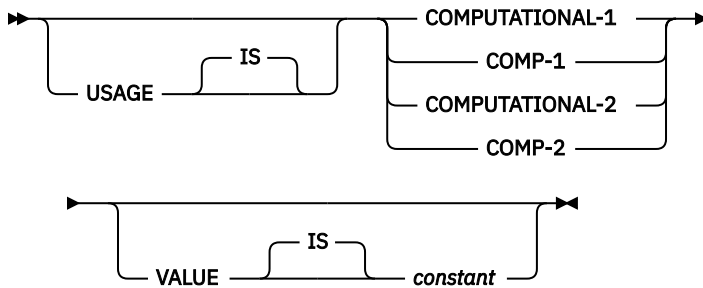 COMPUTATIONAL-1
IS
COMP-1
USAGE
COMPUTATIONAL-2
COMP-2
IS
VALUE
constant